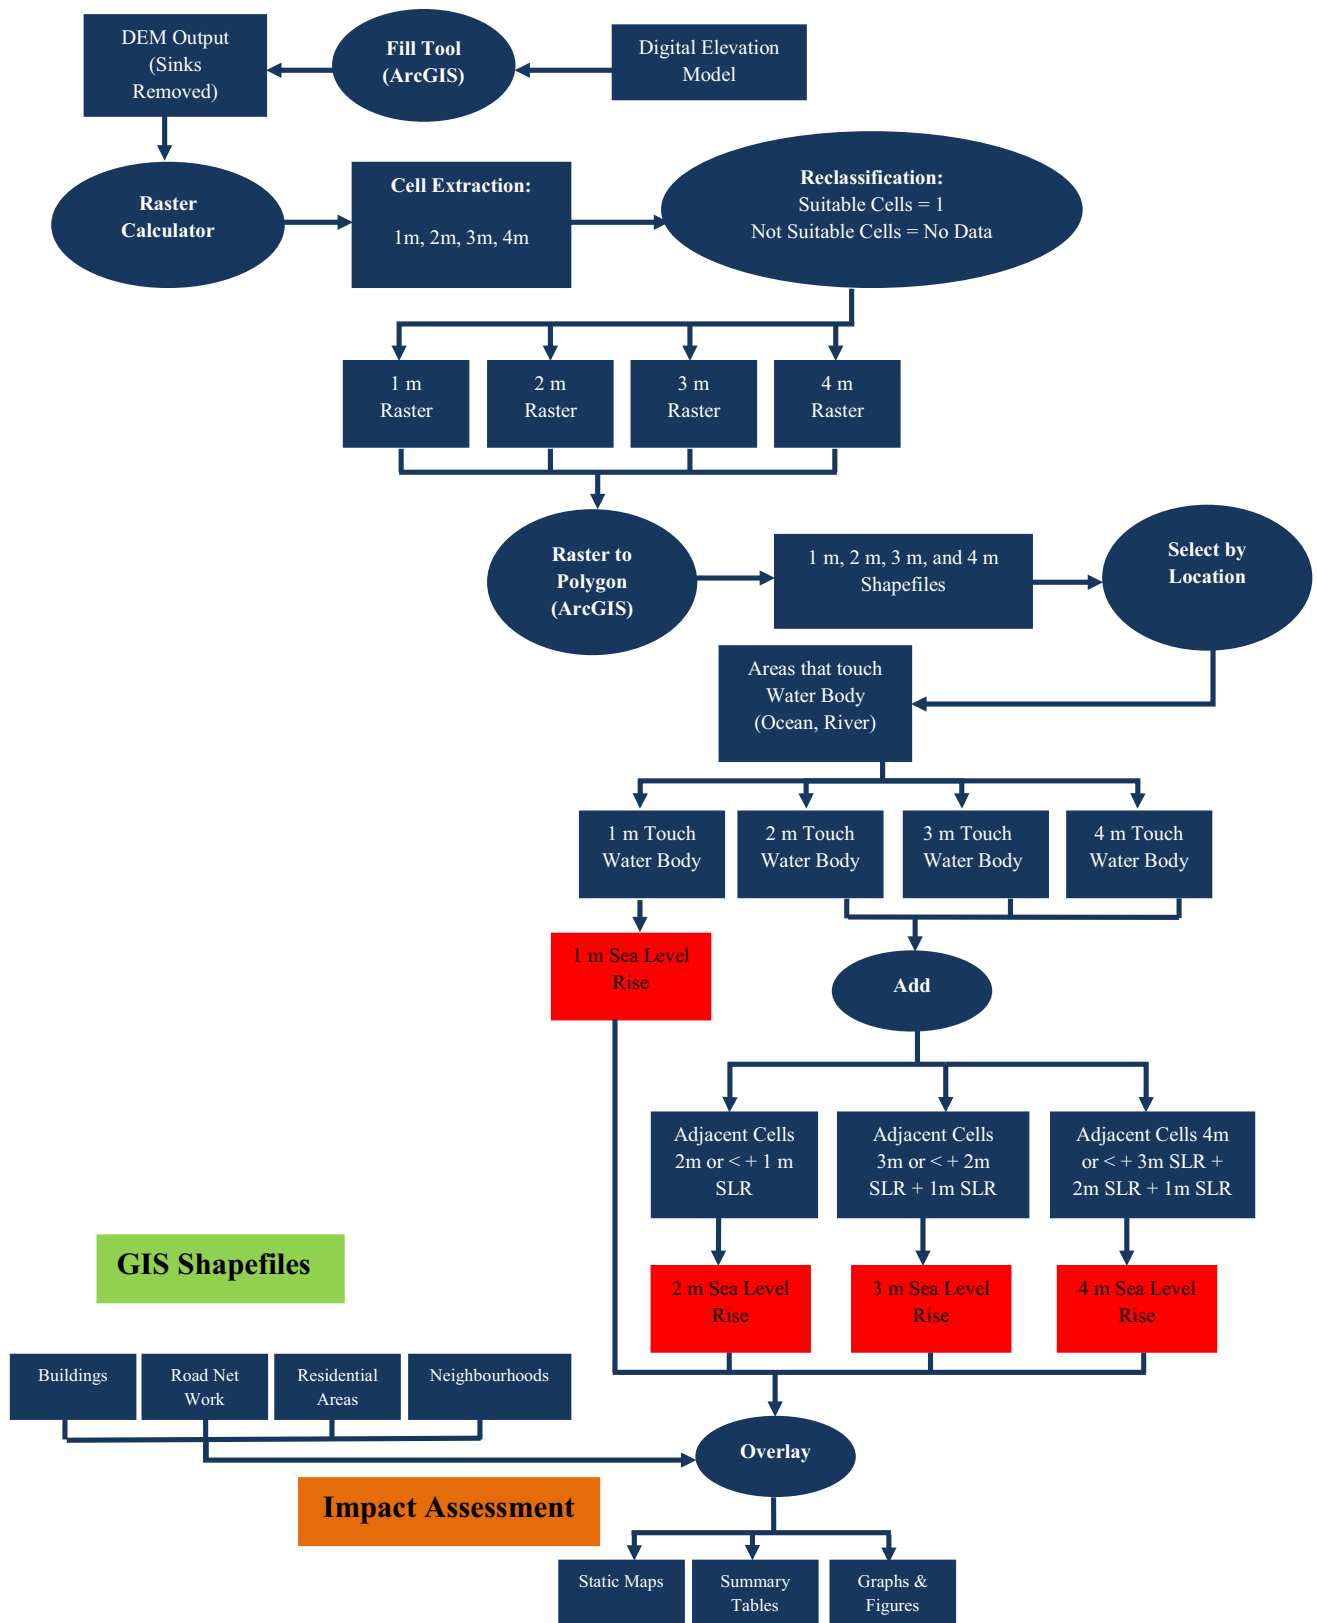 DEM Output
(Sinks
Removed)
Fill Tool
(ArcGIS)
Digital Elevation
Model
Raster
Calculator
Cell Extraction:
1m, 2m, 3m, 4m
Reclassification:
Suitable Cells = 1
Not Suitable Cells = No Data
1 m
Raster
2 m
Raster
3 m
Raster
4 m
Raster
Raster to
Polygon
(ArcGIS)
1 m, 2 m, 3 m, and 4 m
Shapefiles
Select by
Location
Areas that touch
Water Body
(Ocean, River)
1 m Touch
Water Body
2 m Touch
Water Body
3 m Touch
Water Body
4 m Touch
Water Body
1 m Sea Level
Rise
Add
Adjacent Cells
2m or < + 1 m
SLR
Adjacent Cells
3m or < + 2m
SLR + 1m SLR
Adjacent Cells 4m
or < + 3m SLR +
2m SLR + 1m SLR
GIS Shapefiles
2 m Sea Level
Rise
3 m Sea Level
Rise
4 m Sea Level
Rise
Buildings
Road Net
Work
Residential
Areas
Neighbourhoods
Overlay
Impact Assessment
Static Maps
Summary
Tables
Graphs &
Figures